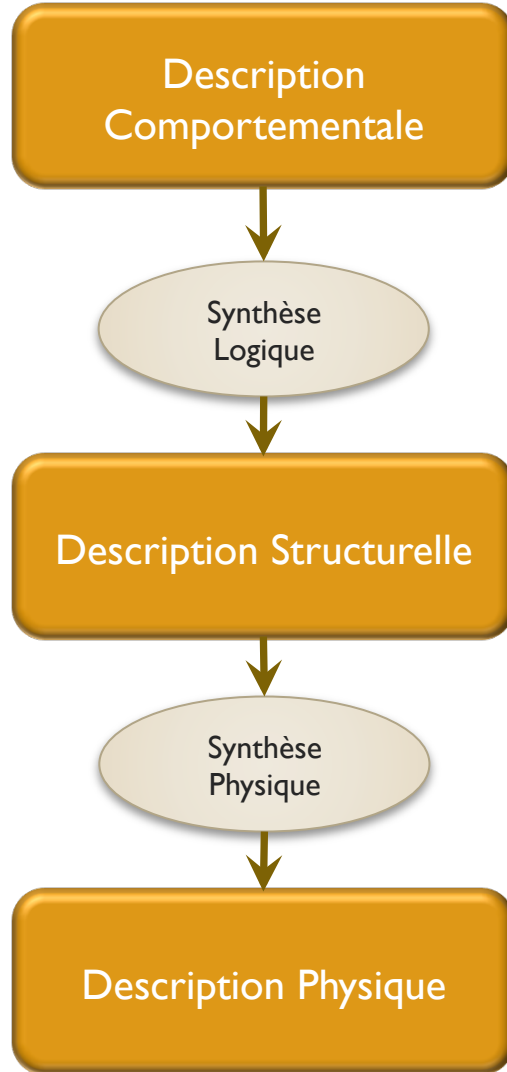 Description
Comportementale
Synthèse
Logique
Description Structurelle
Synthèse
Physique
Description Physique